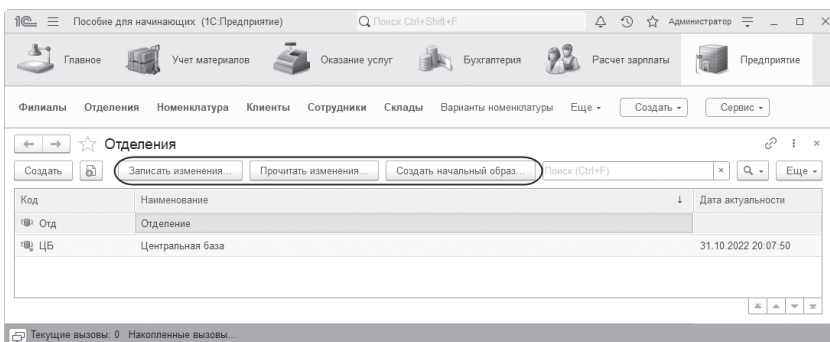 Пособие для начинающих (1С:Предприятие) Поиск Ctrl+Shift+F Администратор
Главное Учет материалов Оказание услуг Бухгалтерия Расчет зарплаты Предприятие
Филиалы Отделения Номенклатура Клиенты Сотрудники Склады Варианты номенклатуры Еще Создать Сервис
Отделения
Создать Записать изменения... Прочитать изменения... Создать начальный образ... Поиск (Ctrl+F) Еще
Код Наименование Дата актуальности
Отд Отделение
ЦБ Центральная база 31.10.2022 20:07:50
Текущие вызовы: 0 Накопленные вызовы...